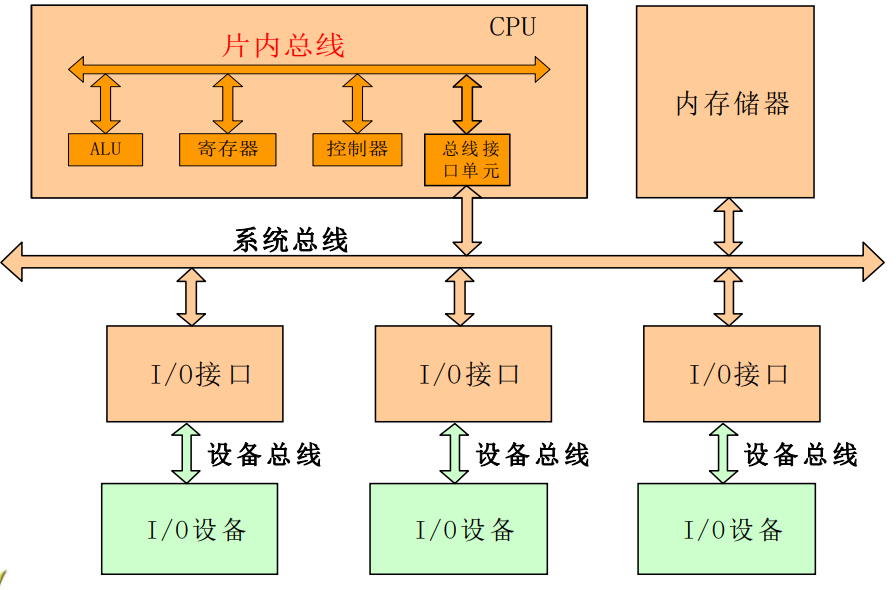 CPU
片内总线
ALU
寄存器
控制器
总线接
口单元
内存储器
系统总线
I/O接口
I/O接口
I/O接口
设备总线
设备总线
设备总线
I/O设备
I/O设备
I/O设备